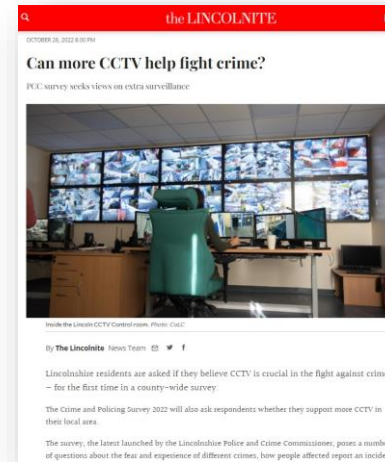 the LINCOLNITE
OCTOBER 28, 2022 8.00 PM
Can more CCTV help fight crime?
PCC survey seeks views on extra surveillance
Inside the Lincoln CCTV Control room. Photo: CoLC
By The Lincolnite News Team
Lincolnshire residents are asked if they believe CCTV is crucial in the fight against crime
– for the first time in a county-wide survey.
The Crime and Policing Survey 2022 will also ask respondents whether they support more CCTV in
their local area.
The survey, the latest launched by the Lincolnshire Police and Crime Commissioner, poses a number
of questions about the fear and experience of different crimes, how people affected report an